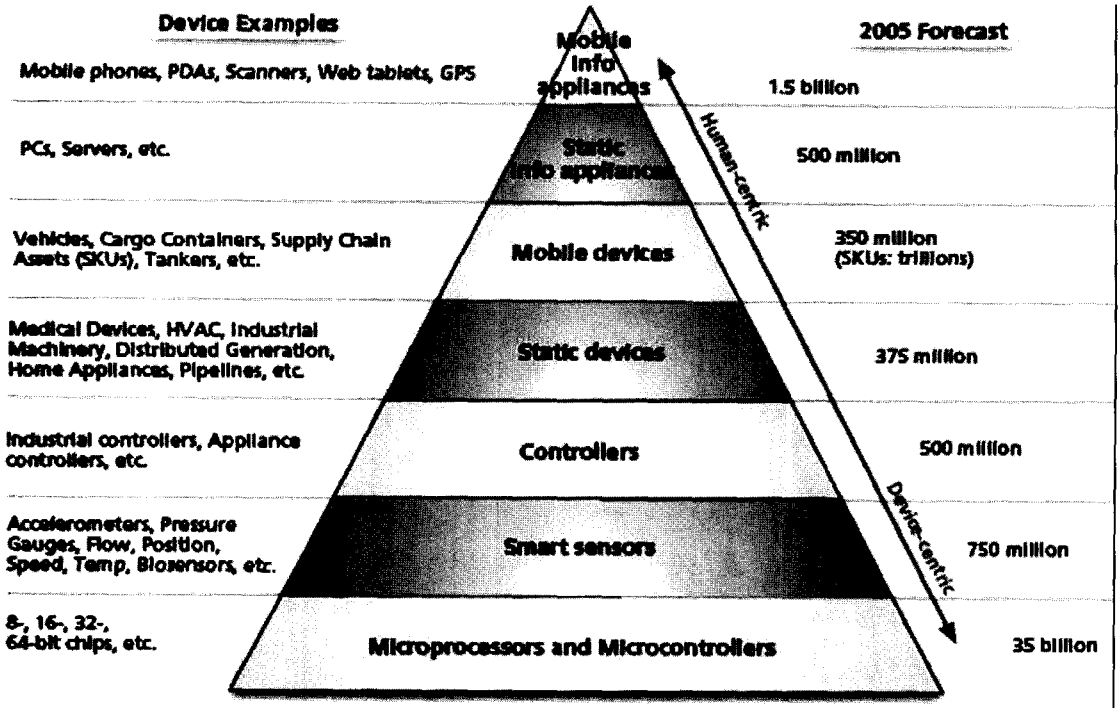 Device Examples
2005 Forecast
Mobile
info
appliances
Mobile phones, PDAs, Scanners, Web tablets, GPS
1.5 billion
Human-centric
PCs, Servers, etc.
Static
info appliances
500 million
Vehicles, Cargo Containers, Supply Chain
Assets (SKUs), Tankers, etc.
Mobile devices
350 million
(SKUs: trillions)
Medical Devices, HVAC, Industrial
Machinery, Distributed Generation,
Home Appliances, Pipelines, etc.
Static devices
375 million
Industrial controllers, Appliance
controllers, etc.
Controllers
500 million
Device-centric
Accelerometers, Pressure
Gauges, Flow, Position,
Speed, Temp, Biosensors, etc.
Smart sensors
750 million
8-, 16-, 32-,
64-bit chips, etc.
Microprocessors and Microcontrollers
35 billion